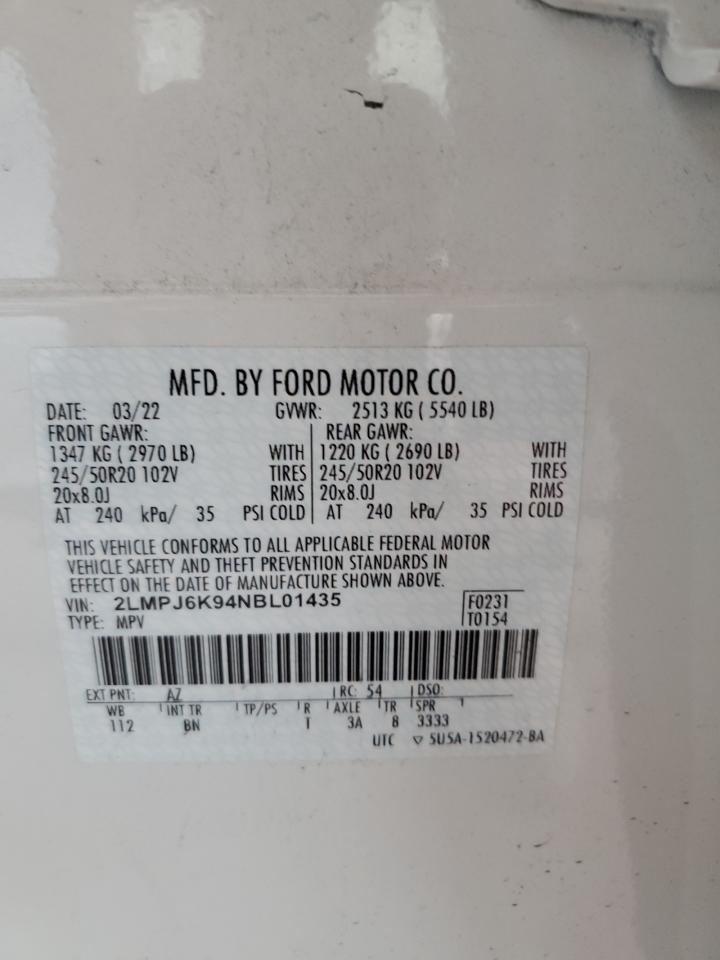 MFD. BY FORD MOTOR CO.
DATE: 03/22 GVWR: 2513 KG ( 5540 LB)
FRONT GAWR: REAR GAWR:
1347 KG ( 2970 LB) WITH 1220 KG ( 2690 LB) WITH
245/50R20 102V TIRES 245/50R20 102V TIRES
20x8.0J RIMS 20x8.0J RIMS
AT 240 kPa/ 35 PSI COLD AT 240 kPa/ 35 PSI COLD
THIS VEHICLE CONFORMS TO ALL APPLICABLE FEDERAL MOTOR
VEHICLE SAFETY AND THEFT PREVENTION STANDARDS IN
EFFECT ON THE DATE OF MANUFACTURE SHOWN ABOVE.
VIN: 2LMPJ6K94NBL01435 F0231
TYPE: MPV T0154
EXT PNT: AZ RC: 54 DSO:
WB INT TR TP/PS R AXLE TR SPR
112 BN I 3A 8 3333
UTC ▽ 5U5A-1520472-BA